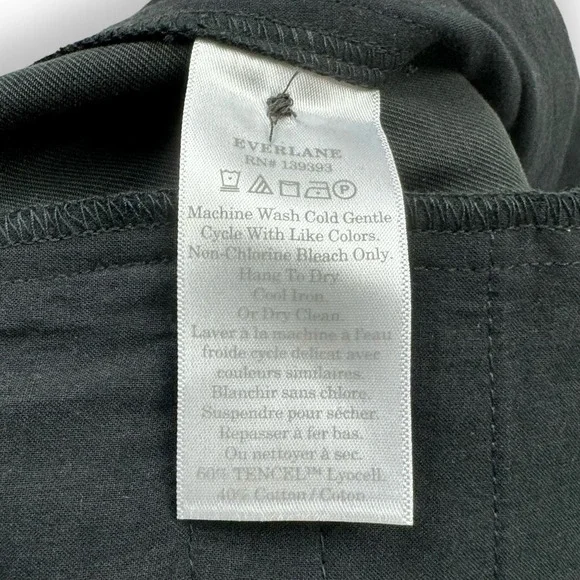 EVERLANE
RN# 139393
P
Machine Wash Cold Gentle
Cycle With Like Colors.
Non-Chlorine Bleach Only.
Hang To Dry.
Cool Iron.
Or Dry Clean.
Laver à la machine à l'eau
froide cycle délicat avec
couleurs similaires.
Blanchir sans chlore.
Suspendre pour sécher.
Repasser à fer bas.
Ou nettoyer à sec.
60% TENCEL™ Lyocell.
40% Cotton / Coton